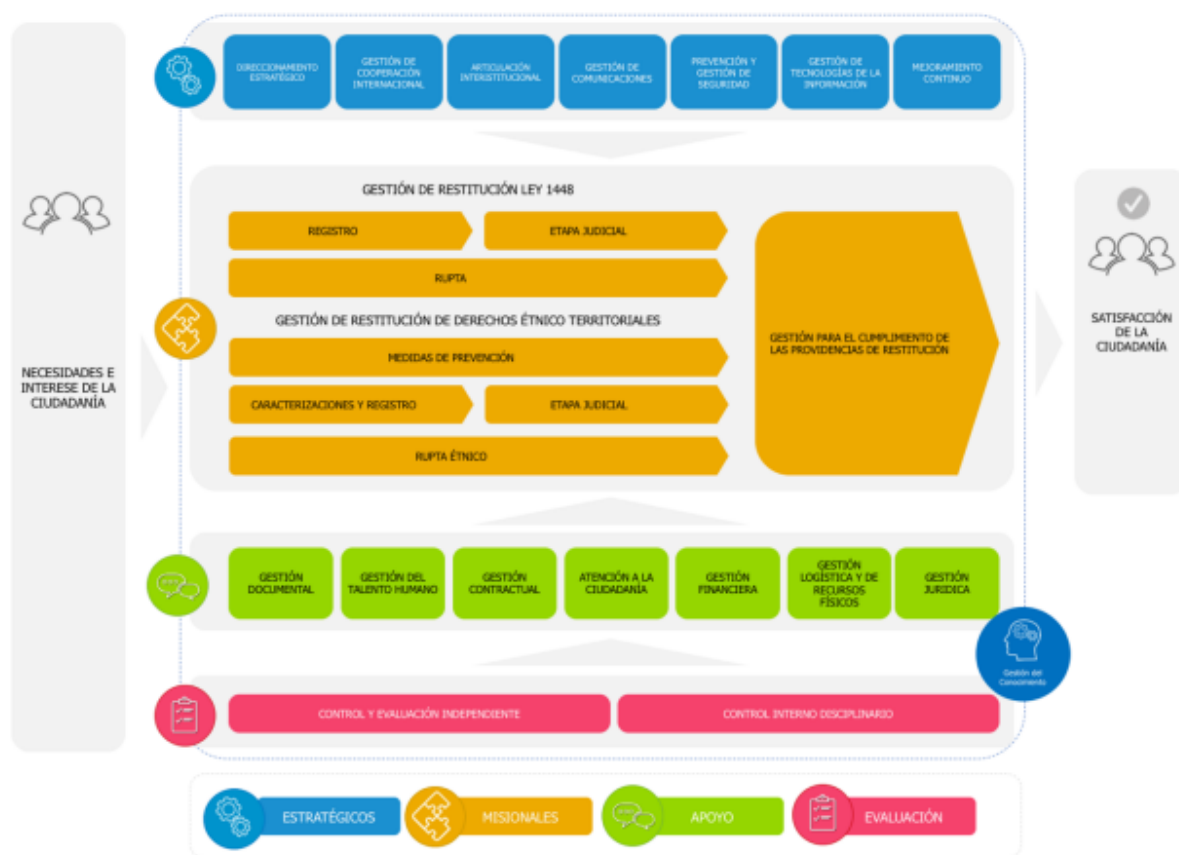 DIRECCIONAMIENTO
ESTRATÉGICO
GESTIÓN DE
COOPERACIÓN
INTERNACIONAL
ARTICULACIÓN
INTERISTITUCIONAL
GESTIÓN DE
COMUNICACIONES
PREVENCIÓN Y
GESTIÓN DE
SEGURIDAD
GESTIÓN DE
TECNOLOGÍAS DE LA
INFORMACIÓN
MEJORAMIENTO
CONTINUO
NECESIDADES E
INTERESE DE LA
CIUDADANÍA
GESTIÓN DE RESTITUCIÓN LEY 1448
REGISTRO
ETAPA JUDICIAL
RUPTA
GESTIÓN DE RESTITUCIÓN DE DERECHOS ÉTNICO TERRITORIALES
MEDIDAS DE PREVENCIÓN
CARACTERIZACIONES Y REGISTRO
ETAPA JUDICIAL
RUPTA ÉTNICO
GESTIÓN PARA EL CUMPLIMIENTO DE
LAS PROVIDENCIAS DE RESTITUCIÓN
SATISFACCIÓN
DE LA
CIUDADANÍA
GESTIÓN
DOCUMENTAL
GESTIÓN DEL
TALENTO HUMANO
GESTIÓN
CONTRACTUAL
ATENCIÓN A LA
CIUDADANÍA
GESTIÓN
FINANCIERA
GESTIÓN
LOGÍSTICA Y DE
RECURSOS
FÍSICOS
GESTIÓN
JURIDICA
Gestión del
Conocimiento
CONTROL Y EVALUACIÓN INDEPENDIENTE
CONTROL INTERNO DISCIPLINARIO
ESTRATÉGICOS
MISIONALES
APOYO
EVALUACIÓN